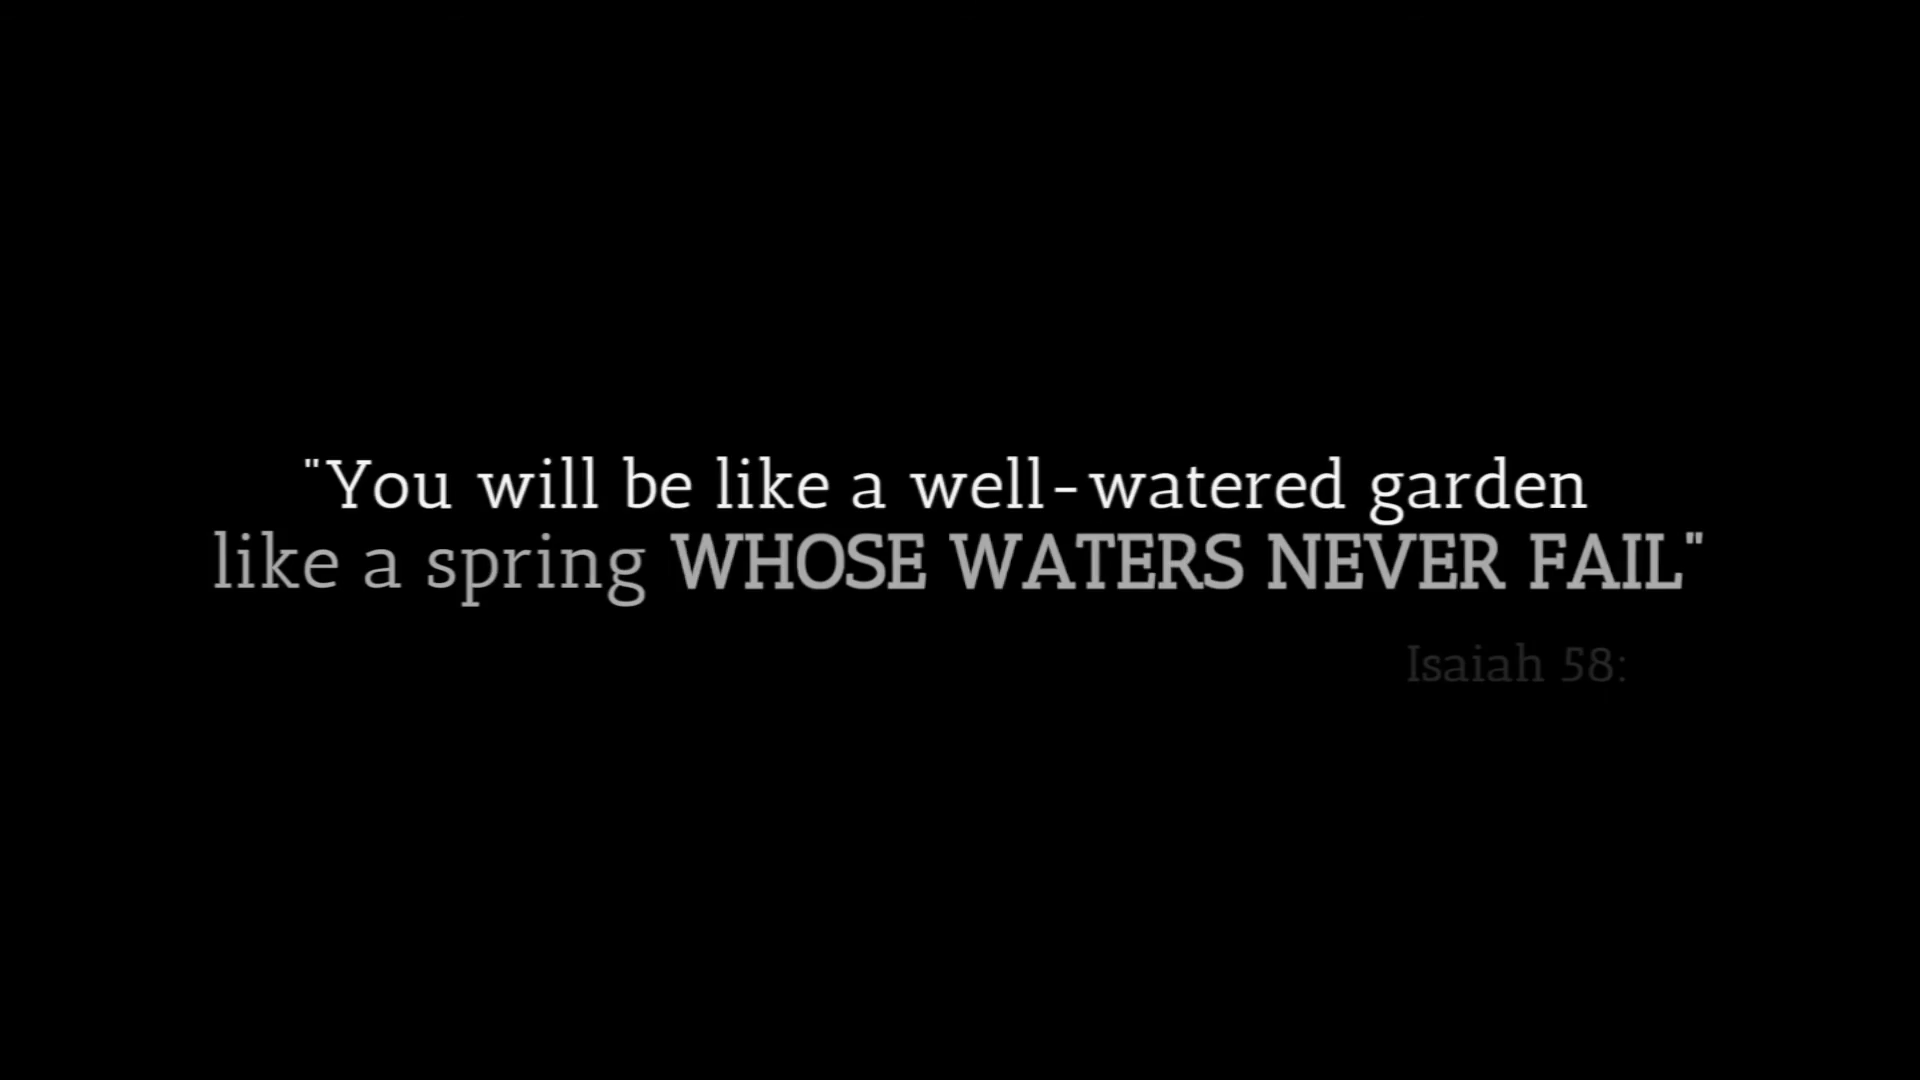 "You will be like a well-watered garden
like a spring WHOSE WATERS NEVER FAIL"
Isaiah 58: